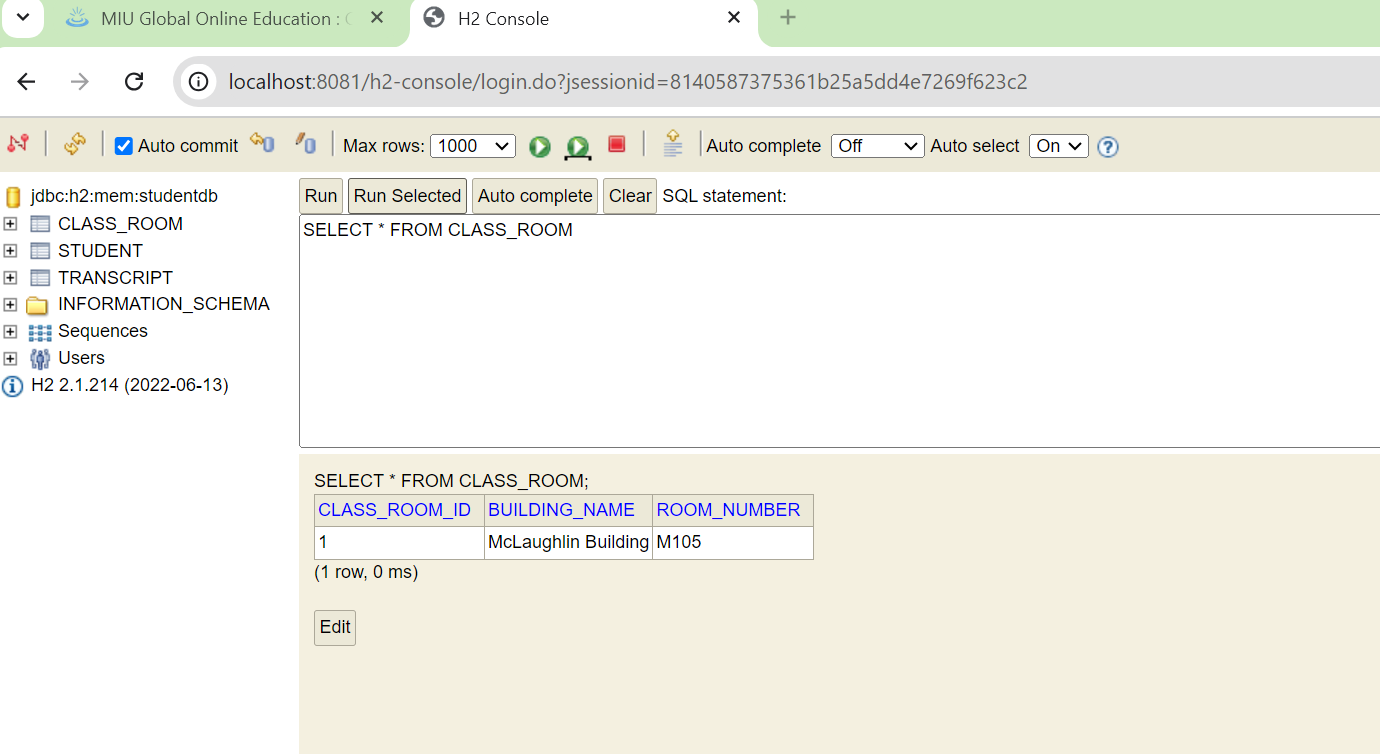 MIU Global Online Education :
H2 Console
localhost:8081/h2-console/login.do?jsessionid=8140587375361b25a5dd4e7269f623c2
Auto commit Max rows: 1000 Auto complete Off Auto select On
jdbc:h2:mem:studentdb
CLASS_ROOM
STUDENT
TRANSCRIPT
INFORMATION_SCHEMA
Sequences
Users
H2 2.1.214 (2022-06-13)
Run Run Selected Auto complete Clear SQL statement:
SELECT * FROM CLASS_ROOM
SELECT * FROM CLASS_ROOM;
CLASS_ROOM_ID BUILDING_NAME ROOM_NUMBER
1 McLaughlin Building M105
(1 row, 0 ms)
Edit